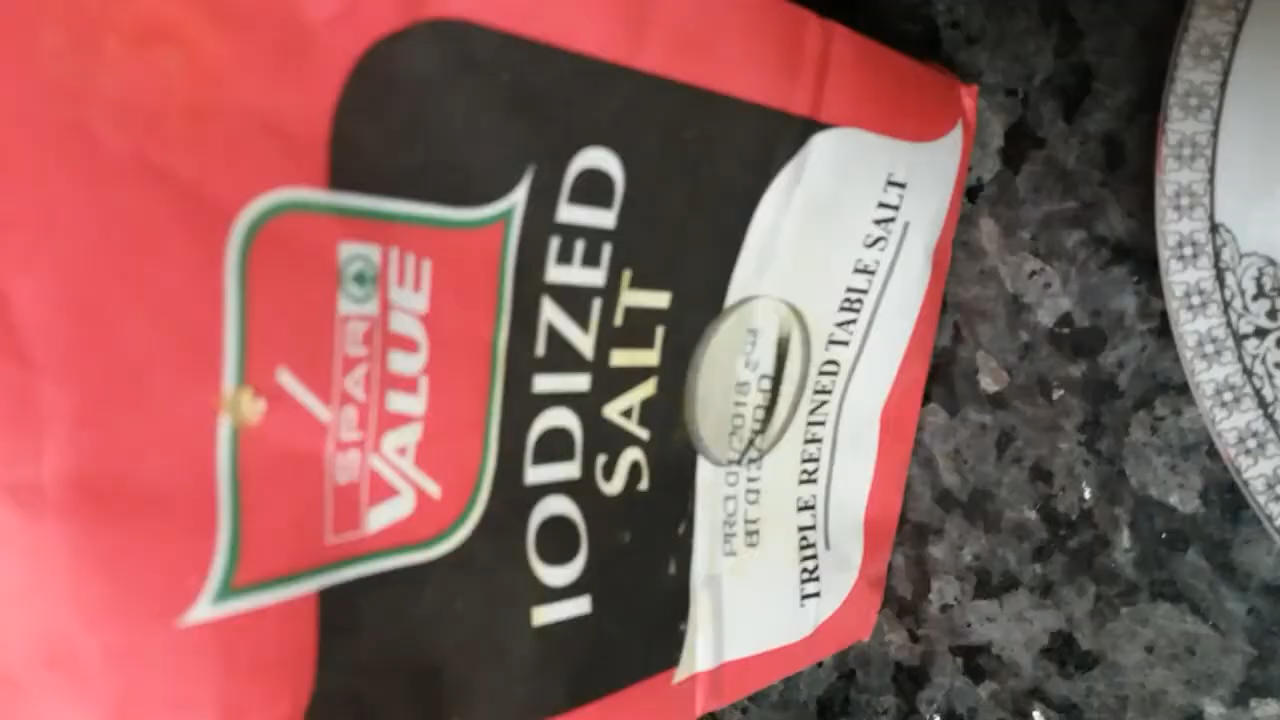 SPAR
VALUE
IODIZED
SALT
TRIPLE REFINED TABLE SALT